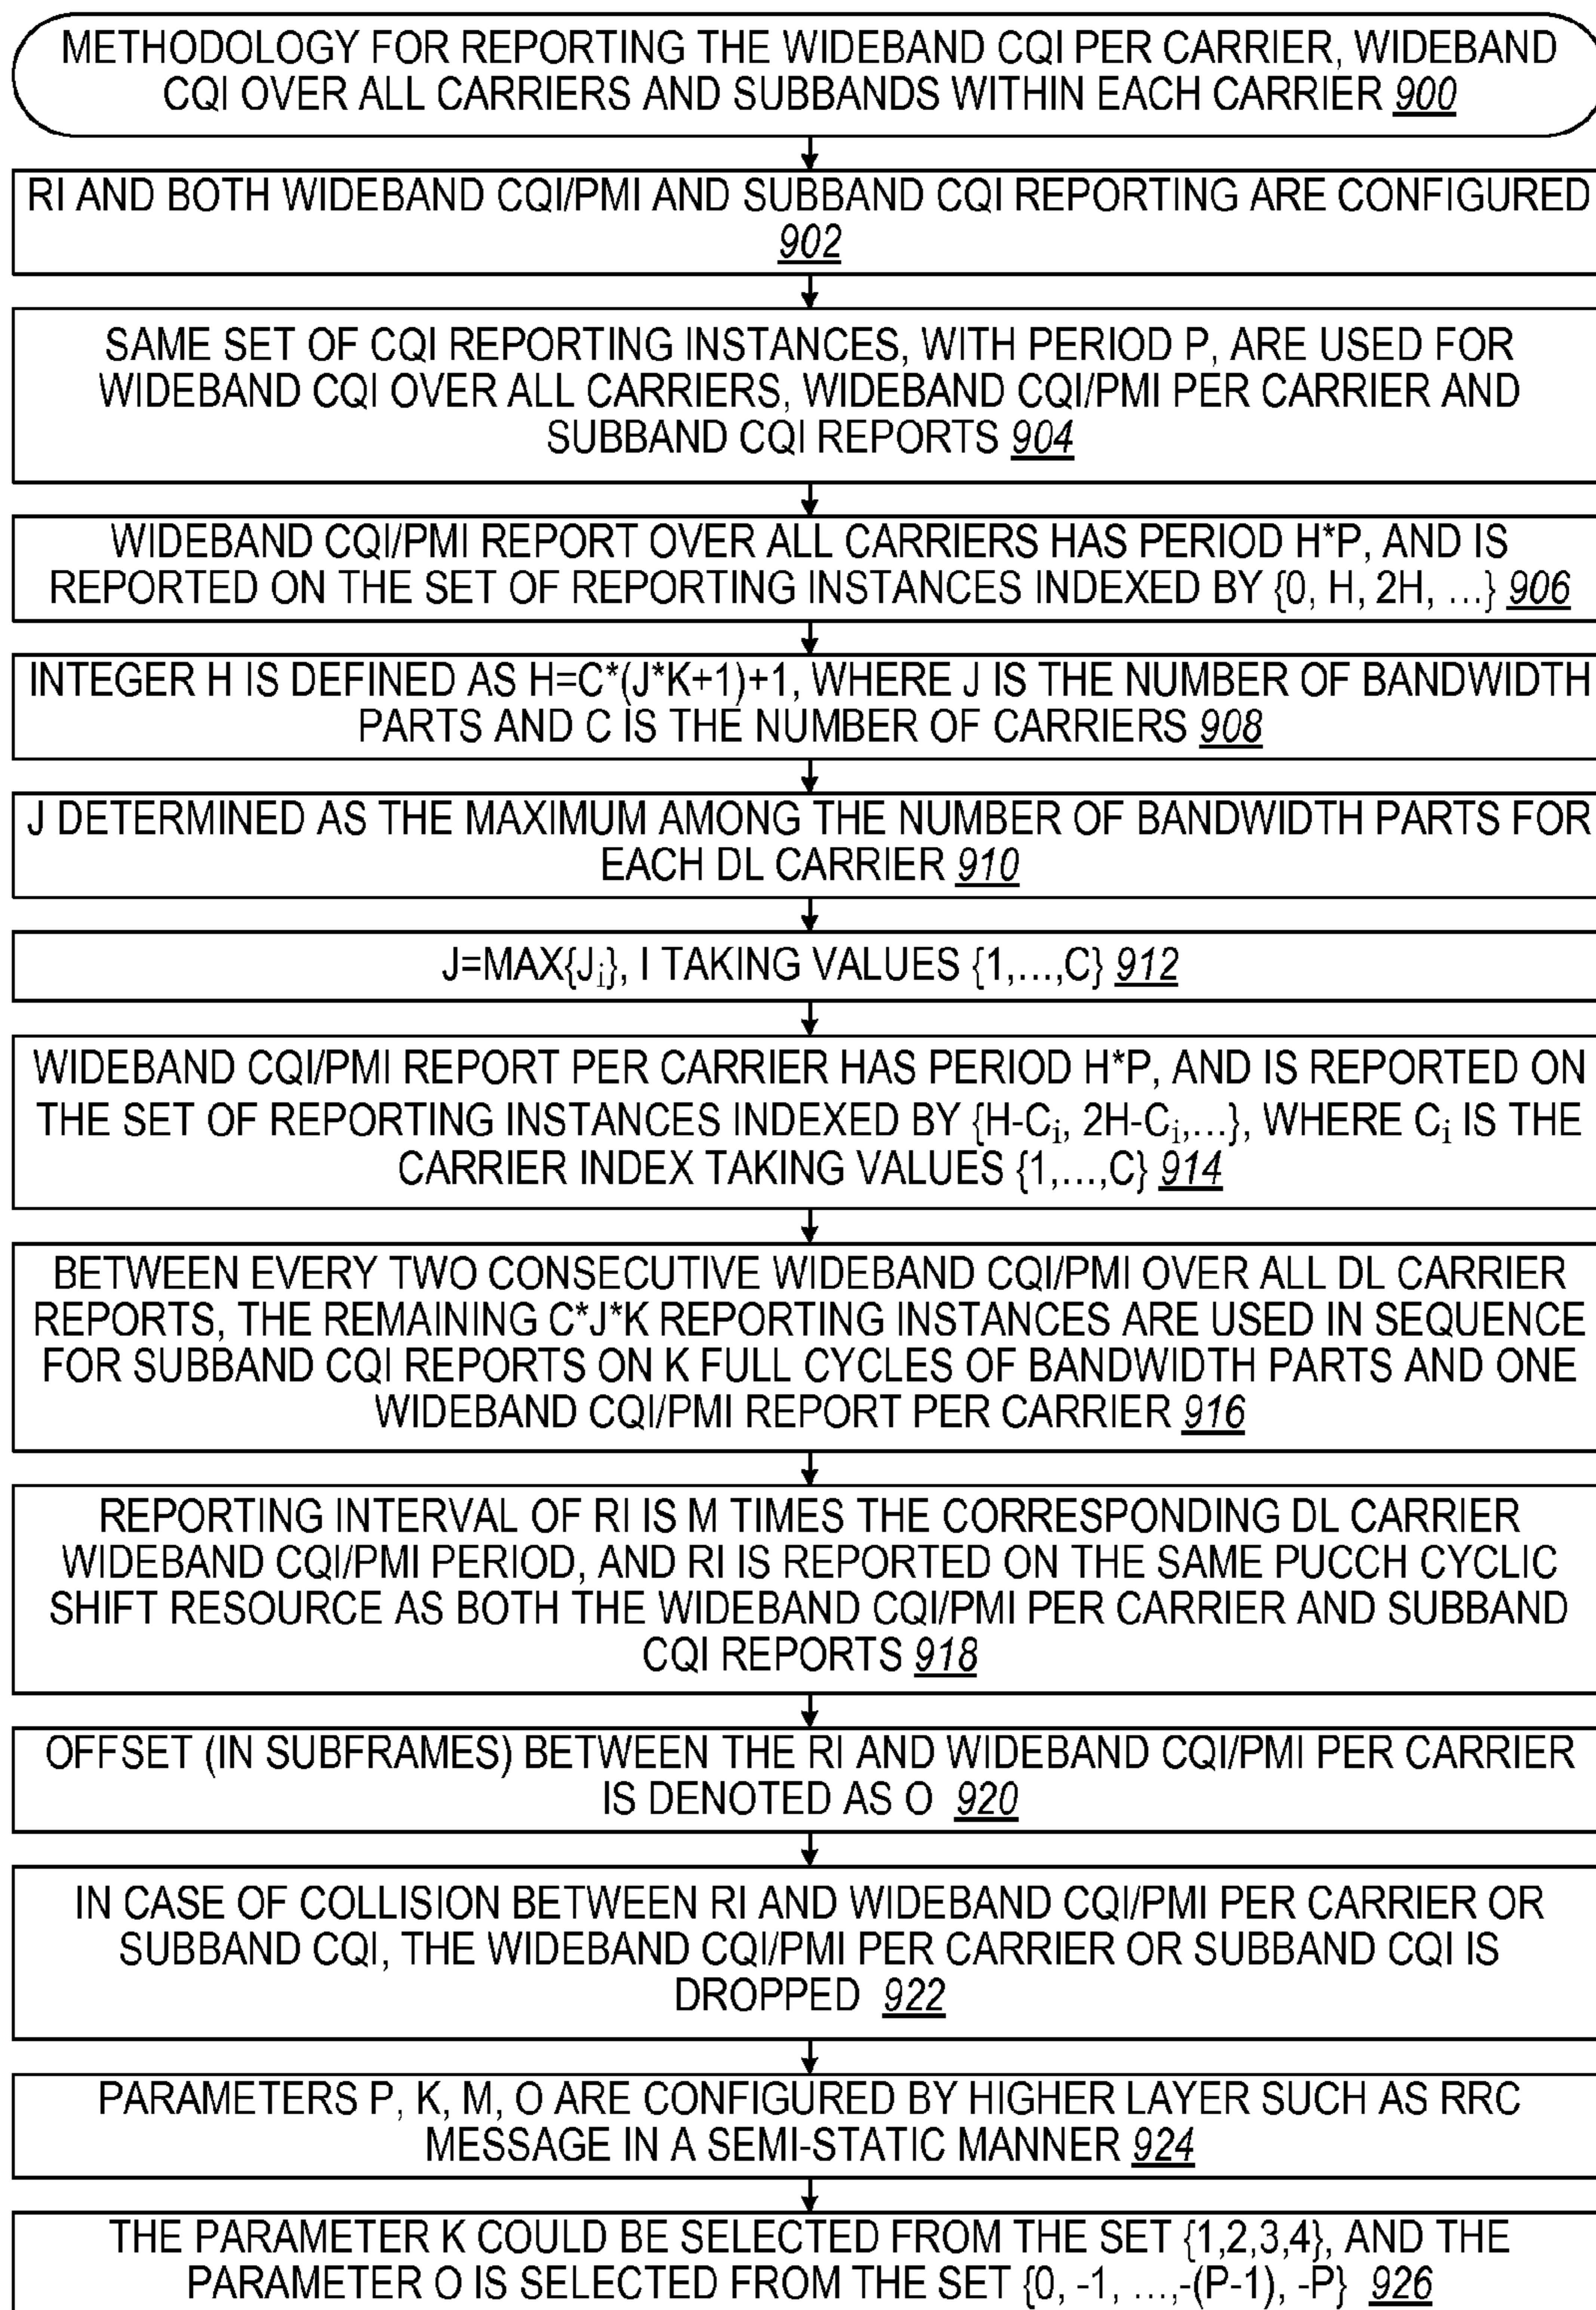 METHODOLOGY FOR REPORTING THE WIDEBAND CQI PER CARRIER, WIDEBAND
CQI OVER ALL CARRIERS AND SUBBANDS WITHIN EACH CARRIER 900
RI AND BOTH WIDEBAND CQI/PMI AND SUBBAND CQI REPORTING ARE CONFIGURED
902
SAME SET OF CQI REPORTING INSTANCES, WITH PERIOD P, ARE USED FOR
WIDEBAND CQI OVER ALL CARRIERS, WIDEBAND CQI/PMI PER CARRIER AND
SUBBAND CQI REPORTS 904
WIDEBAND CQI/PMI REPORT OVER ALL CARRIERS HAS PERIOD H*P, AND IS
REPORTED ON THE SET OF REPORTING INSTANCES INDEXED BY {0, H, 2H, ...} 906
INTEGER H IS DEFINED AS H=C*(J*K+1)+1, WHERE J IS THE NUMBER OF BANDWIDTH
PARTS AND C IS THE NUMBER OF CARRIERS 908
J DETERMINED AS THE MAXIMUM AMONG THE NUMBER OF BANDWIDTH PARTS FOR
EACH DL CARRIER 910
J=MAX{Jᵢ}, I TAKING VALUES {1,...,C} 912
WIDEBAND CQI/PMI REPORT PER CARRIER HAS PERIOD H*P, AND IS REPORTED ON
THE SET OF REPORTING INSTANCES INDEXED BY {H-Cᵢ, 2H-Cᵢ,...}, WHERE Cᵢ IS THE
CARRIER INDEX TAKING VALUES {1,...,C} 914
BETWEEN EVERY TWO CONSECUTIVE WIDEBAND CQI/PMI OVER ALL DL CARRIER
REPORTS, THE REMAINING C*J*K REPORTING INSTANCES ARE USED IN SEQUENCE
FOR SUBBAND CQI REPORTS ON K FULL CYCLES OF BANDWIDTH PARTS AND ONE
WIDEBAND CQI/PMI REPORT PER CARRIER 916
REPORTING INTERVAL OF RI IS M TIMES THE CORRESPONDING DL CARRIER
WIDEBAND CQI/PMI PERIOD, AND RI IS REPORTED ON THE SAME PUCCH CYCLIC
SHIFT RESOURCE AS BOTH THE WIDEBAND CQI/PMI PER CARRIER AND SUBBAND
CQI REPORTS 918
OFFSET (IN SUBFRAMES) BETWEEN THE RI AND WIDEBAND CQI/PMI PER CARRIER
IS DENOTED AS O 920
IN CASE OF COLLISION BETWEEN RI AND WIDEBAND CQI/PMI PER CARRIER OR
SUBBAND CQI, THE WIDEBAND CQI/PMI PER CARRIER OR SUBBAND CQI IS
DROPPED 922
PARAMETERS P, K, M, O ARE CONFIGURED BY HIGHER LAYER SUCH AS RRC
MESSAGE IN A SEMI-STATIC MANNER 924
THE PARAMETER K COULD BE SELECTED FROM THE SET {1,2,3,4}, AND THE
PARAMETER O IS SELECTED FROM THE SET {0, -1, ...,-(P-1), -P} 926